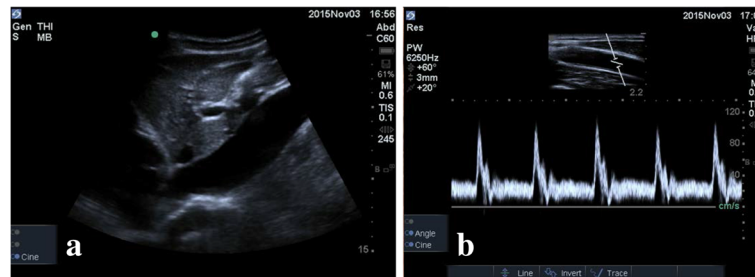 2015Nov03 16:56
Gen THI
S MB
Abd
C60
61%
MI
0.6
TIS
0.1
245
B
15
Cine
a
2015Nov03
Res
PW
6250Hz
+60°
3mm
+20°
2.2
120
80
40
cm/s
B
Angle
Cine
Line
Invert
Trace
b